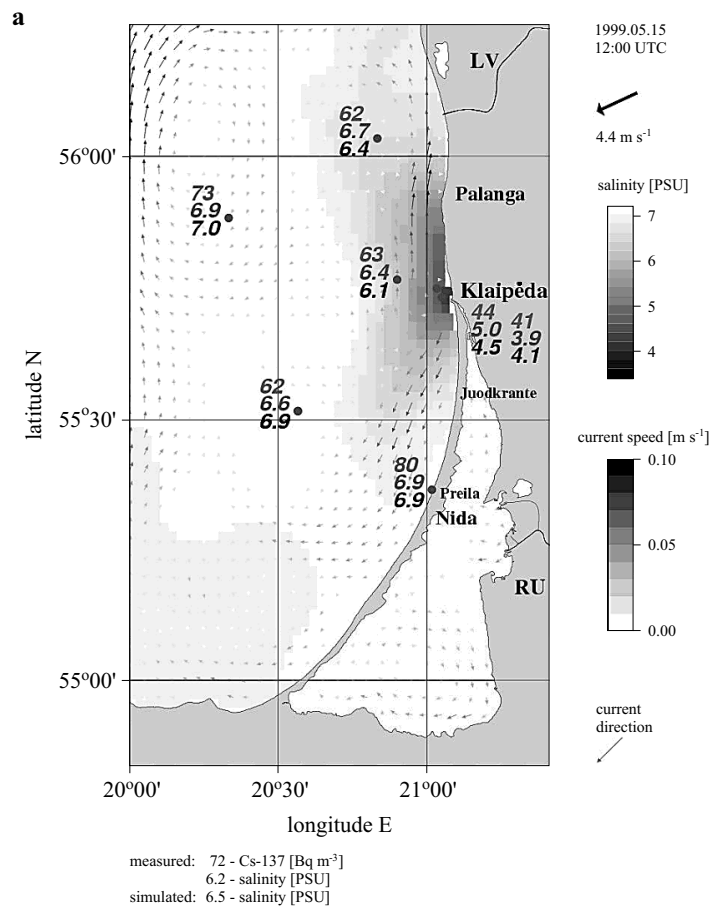 a
1999.05.15
12:00 UTC
4.4 m s⁻¹
salinity [PSU]
7
6
5
4
current speed [m s⁻¹]
0.10
0.05
0.00
current
direction
LV
62
6.7
6.4
56°00'
Palanga
73
6.9
7.0
63
6.4
6.1
Klaipėda
44 41
5.0 3.9
4.5 4.1
62
6.6
6.9
Juodkrante
55°30'
80
6.9
6.9
Preila
Nida
RU
55°00'
latitude N
20°00' 20°30' 21°00'
longitude E
measured: 72 - Cs-137 [Bq m⁻³]
6.2 - salinity [PSU]
simulated: 6.5 - salinity [PSU]